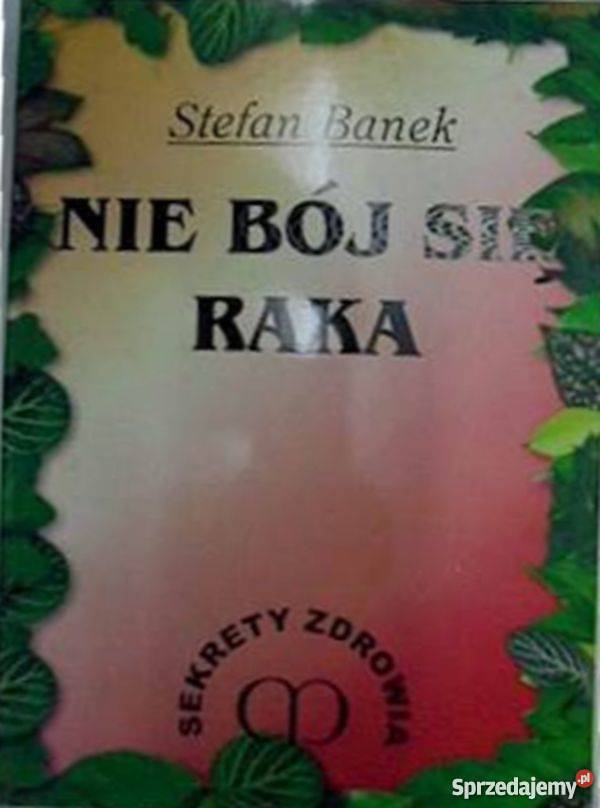 Stefan Banek
NIE BÓJ SIĘ
RAKA
SEKRETY ZDROWIA
Sprzedajemy.pl